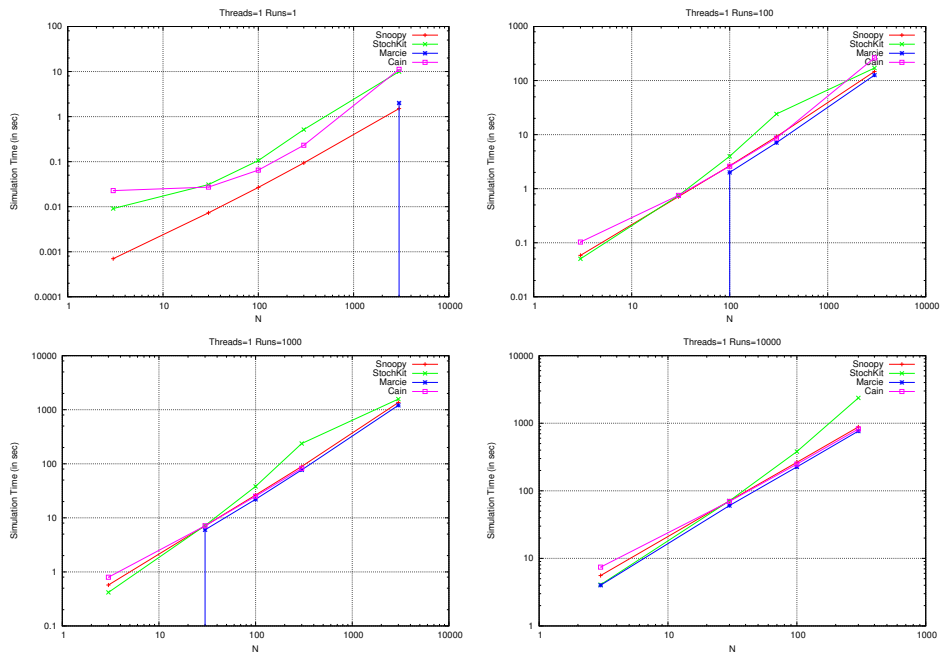 Threads=1 Runs=1
Simulation Time (in sec)
100
10
1
0.1
0.01
0.001
0.0001
1
10
100
1000
10000
N
Snoopy
StochKit
Marcie
Cain
Threads=1 Runs=100
Simulation Time (in sec)
1000
100
10
1
0.1
0.01
1
10
100
1000
10000
N
Snoopy
StochKit
Marcie
Cain
Threads=1 Runs=1000
Simulation Time (in sec)
10000
1000
100
10
1
0.1
1
10
100
1000
10000
N
Snoopy
StochKit
Marcie
Cain
Threads=1 Runs=10000
Simulation Time (in sec)
10000
1000
100
10
1
1
10
100
1000
N
Snoopy
StochKit
Marcie
Cain